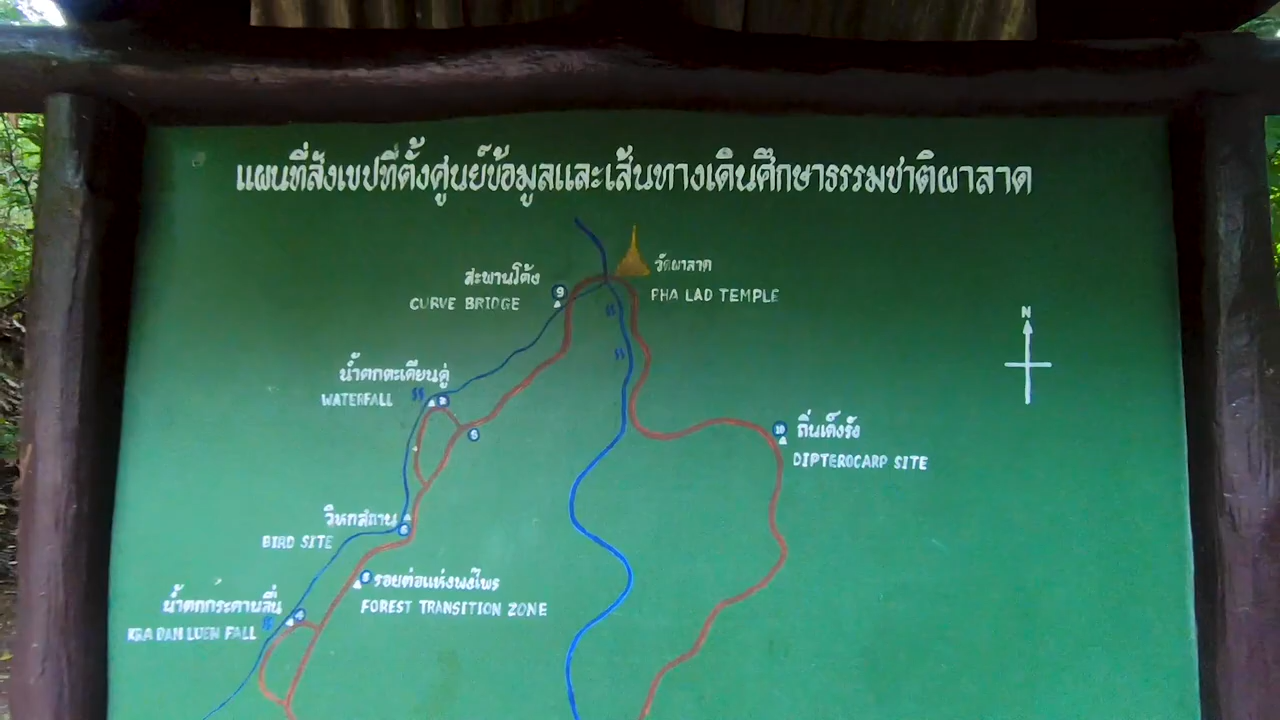 แผนที่สังเขปที่ตั้งศูนย์ข้อมูลและเส้นทางเดินศึกษาธรรมชาติผาลาด
สะพานโค้ง
9
CURVE BRIDGE
วัดผาลาด
PHA LAD TEMPLE
N
น้ำตกตะเคียนคู่
WATERFALL
10
ถิ่นเต็งรัง
DIPTEROCARP SITE
วิหกสถาน
6
BIRD SITE
5
รอยต่อแห่งพงไพร
FOREST TRANSITION ZONE
น้ำตกกระดานลื่น
4
KRA DAN LUEN FALL